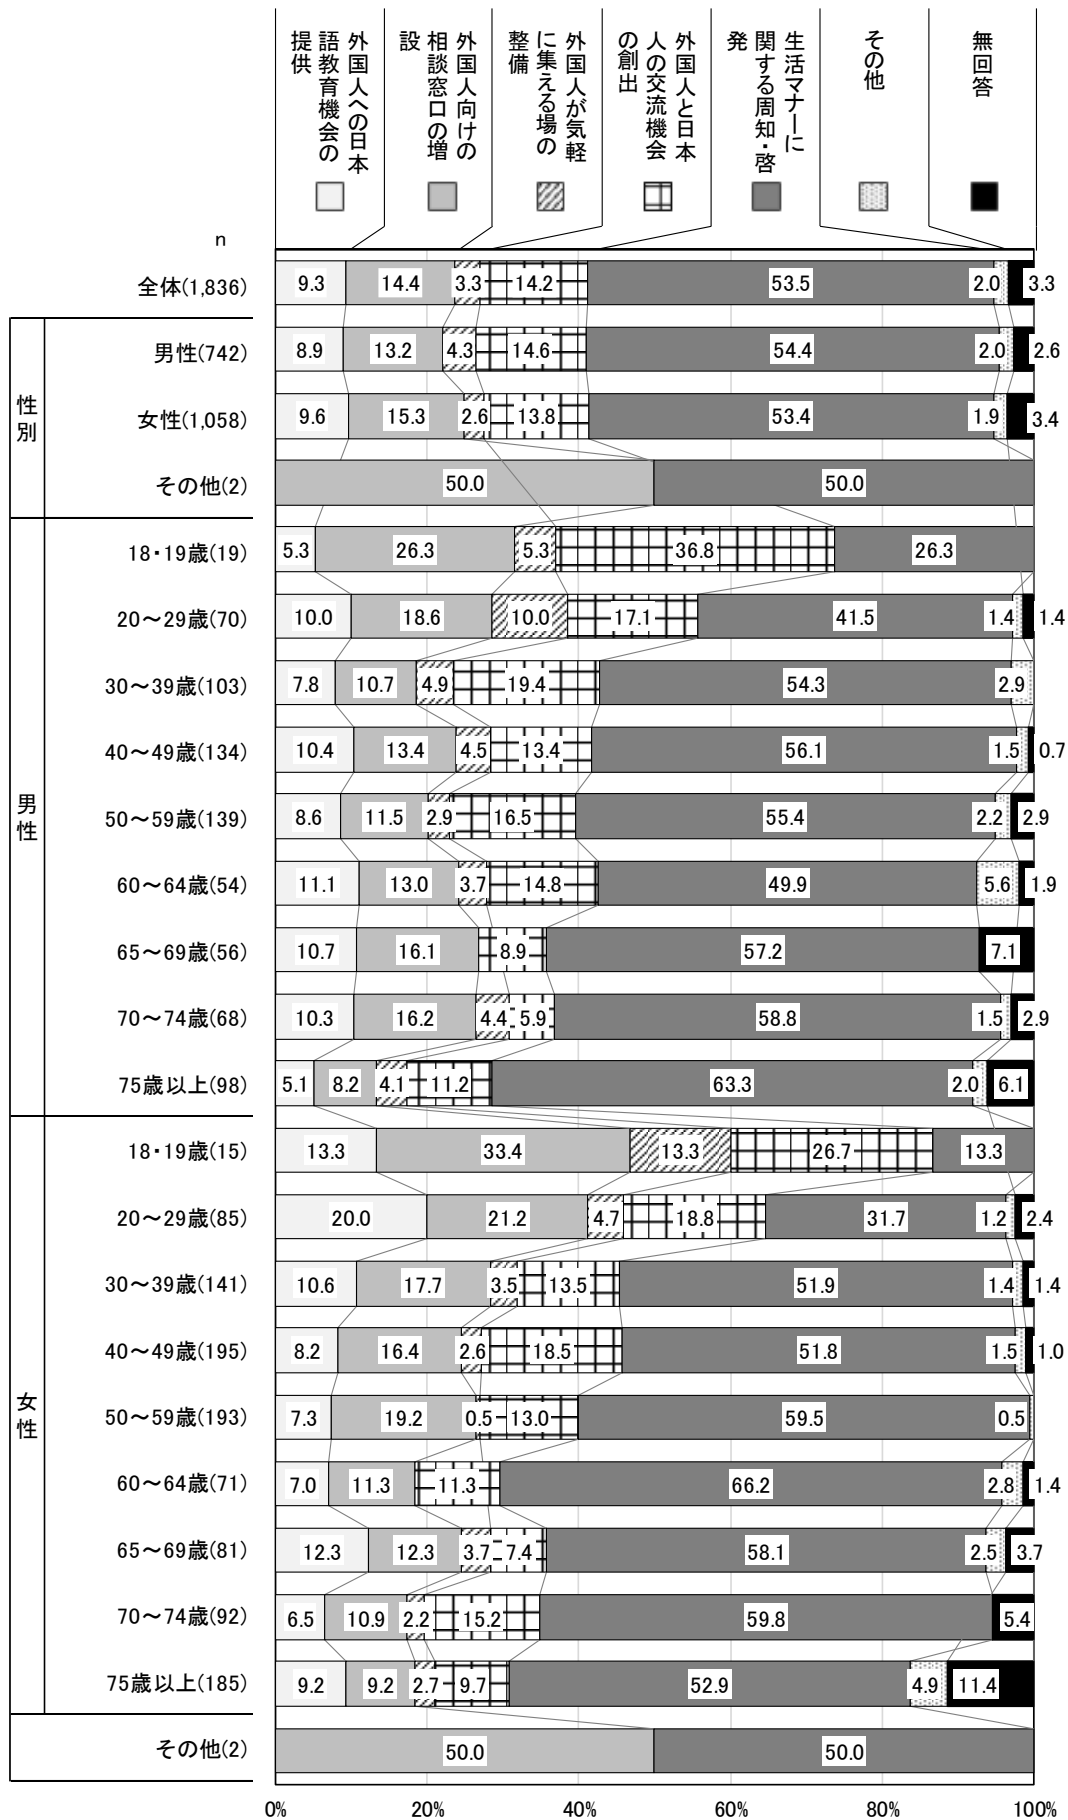 外国人への日本
語教育機会の
提供
外国人向けの
相談窓口の増
設
外国人が気軽
に集える場の
整備
外国人と日本
人の交流機会
の創出
生活マナーに
関する周知・啓
発
その他
無回答
n
全体(1,836) 9.3 14.4 3.3 14.2 53.5 2.0 3.3
性別
男性(742) 8.9 13.2 4.3 14.6 54.4 2.0 2.6
女性(1,058) 9.6 15.3 2.6 13.8 53.4 1.9 3.4
その他(2) 50.0 50.0
男性
18・19歳(19) 5.3 26.3 5.3 36.8 26.3
20～29歳(70) 10.0 18.6 10.0 17.1 41.5 1.4 1.4
30～39歳(103) 7.8 10.7 4.9 19.4 54.3 2.9
40～49歳(134) 10.4 13.4 4.5 13.4 56.1 1.5 0.7
50～59歳(139) 8.6 11.5 2.9 16.5 55.4 2.2 2.9
60～64歳(54) 11.1 13.0 3.7 14.8 49.9 5.6 1.9
65～69歳(56) 10.7 16.1 8.9 57.2 7.1
70～74歳(68) 10.3 16.2 4.4 5.9 58.8 1.5 2.9
75歳以上(98) 5.1 8.2 4.1 11.2 63.3 2.0 6.1
女性
18・19歳(15) 13.3 33.4 13.3 26.7 13.3
20～29歳(85) 20.0 21.2 4.7 18.8 31.7 1.2 2.4
30～39歳(141) 10.6 17.7 3.5 13.5 51.9 1.4 1.4
40～49歳(195) 8.2 16.4 2.6 18.5 51.8 1.5 1.0
50～59歳(193) 7.3 19.2 0.5 13.0 59.5 0.5
60～64歳(71) 7.0 11.3 11.3 66.2 2.8 1.4
65～69歳(81) 12.3 12.3 3.7 7.4 58.1 2.5 3.7
70～74歳(92) 6.5 10.9 2.2 15.2 59.8 5.4
75歳以上(185) 9.2 9.2 2.7 9.7 52.9 4.9 11.4
その他(2) 50.0 50.0
0% 20% 40% 60% 80% 100%